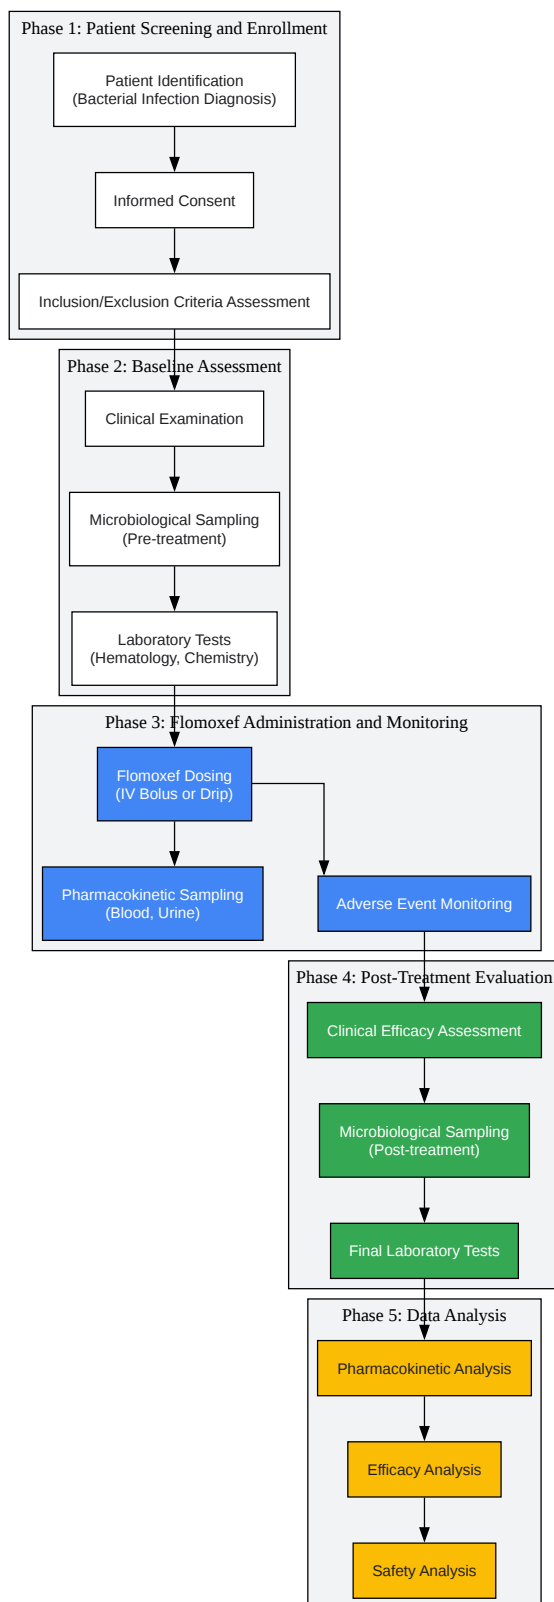 Phase 1: Patient Screening and Enrollment
Patient Identification
(Bacterial Infection Diagnosis)
Informed Consent
Inclusion/Exclusion Criteria Assessment
Phase 2: Baseline Assessment
Clinical Examination
Microbiological Sampling
(Pre-treatment)
Laboratory Tests
(Hematology, Chemistry)
Phase 3: Flomoxef Administration and Monitoring
Flomoxef Dosing
(IV Bolus or Drip)
Pharmacokinetic Sampling
(Blood, Urine)
Adverse Event Monitoring
Phase 4: Post-Treatment Evaluation
Clinical Efficacy Assessment
Microbiological Sampling
(Post-treatment)
Final Laboratory Tests
Phase 5: Data Analysis
Pharmacokinetic Analysis
Efficacy Analysis
Safety Analysis